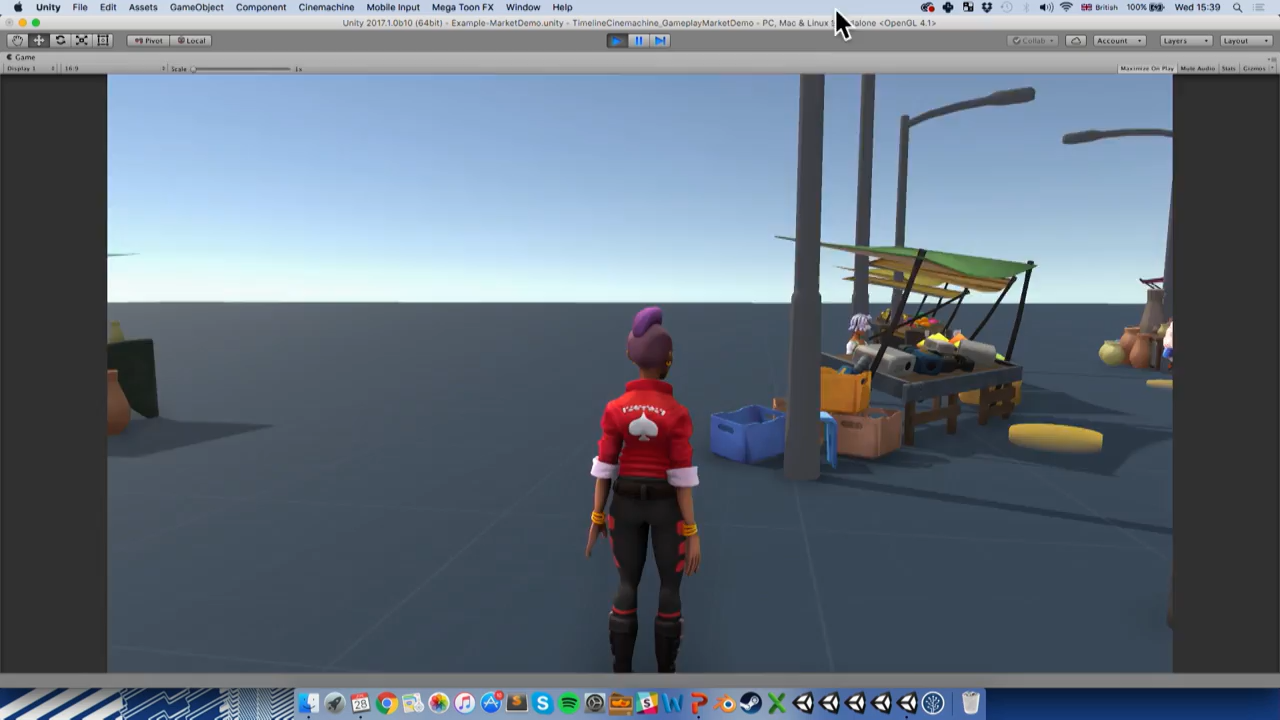 Unity File Edit Assets GameObject Component Cinemachine Mobile Input Mega Toon FX Window Help British 100% Wed 15:39
Unity 2017.1.0b10 (64bit) - Example-MarketDemo.unity - TimelineCinemachine_GameplayMarketDemo - PC, Mac & Linux Standalone <OpenGL 4.1>
Pivot Local Collab Account Layers Layout
Game
Display 1 16:9 Scale 1x Maximize On Play Mute Audio Stats Gizmos
28